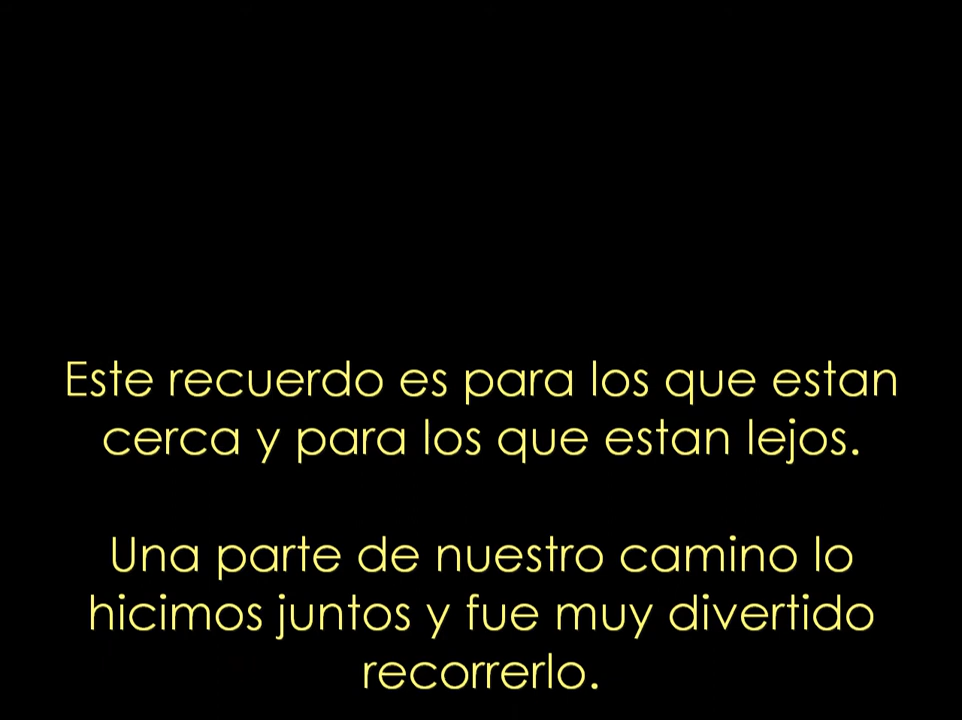 Este recuerdo es para los que estan
cerca y para los que estan lejos.
Una parte de nuestro camino lo
hicimos juntos y fue muy divertido
recorrerlo.